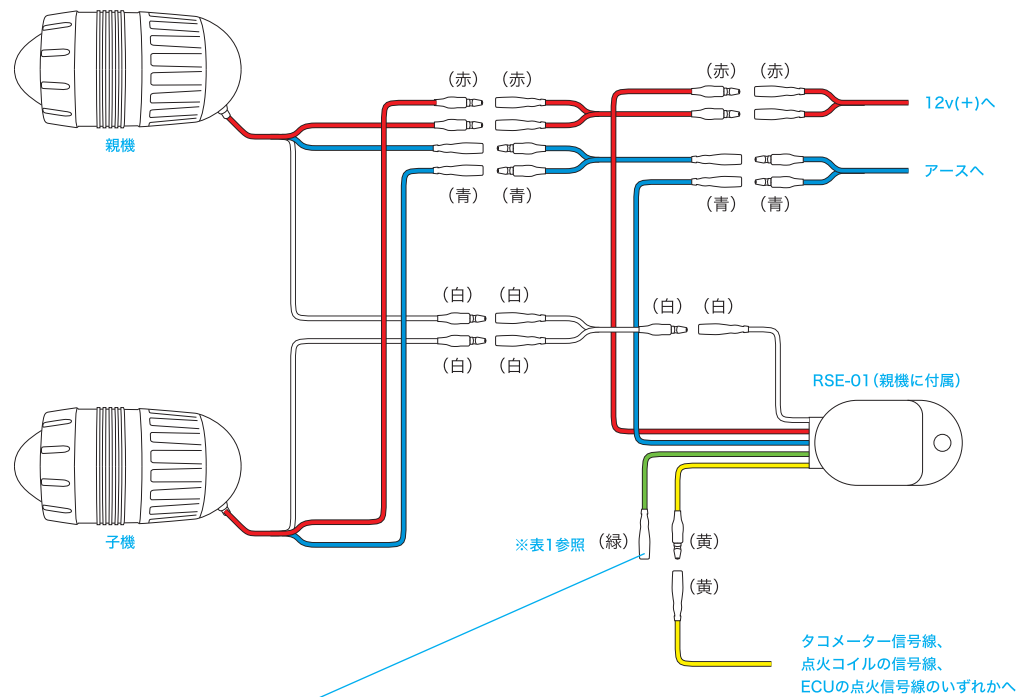 (赤)
(赤)
(赤)
(赤)
12v(+)へ
親機
アースへ
(青)
(青)
(青)
(青)
(白)
(白)
(白)
(白)
(白)
(白)
RSE-01(親機に付属)
子機
※表1参照
(緑)
(黄)
(黄)
タコメーター信号線、
点火コイルの信号線、
ECUの点火信号線のいずれかへ